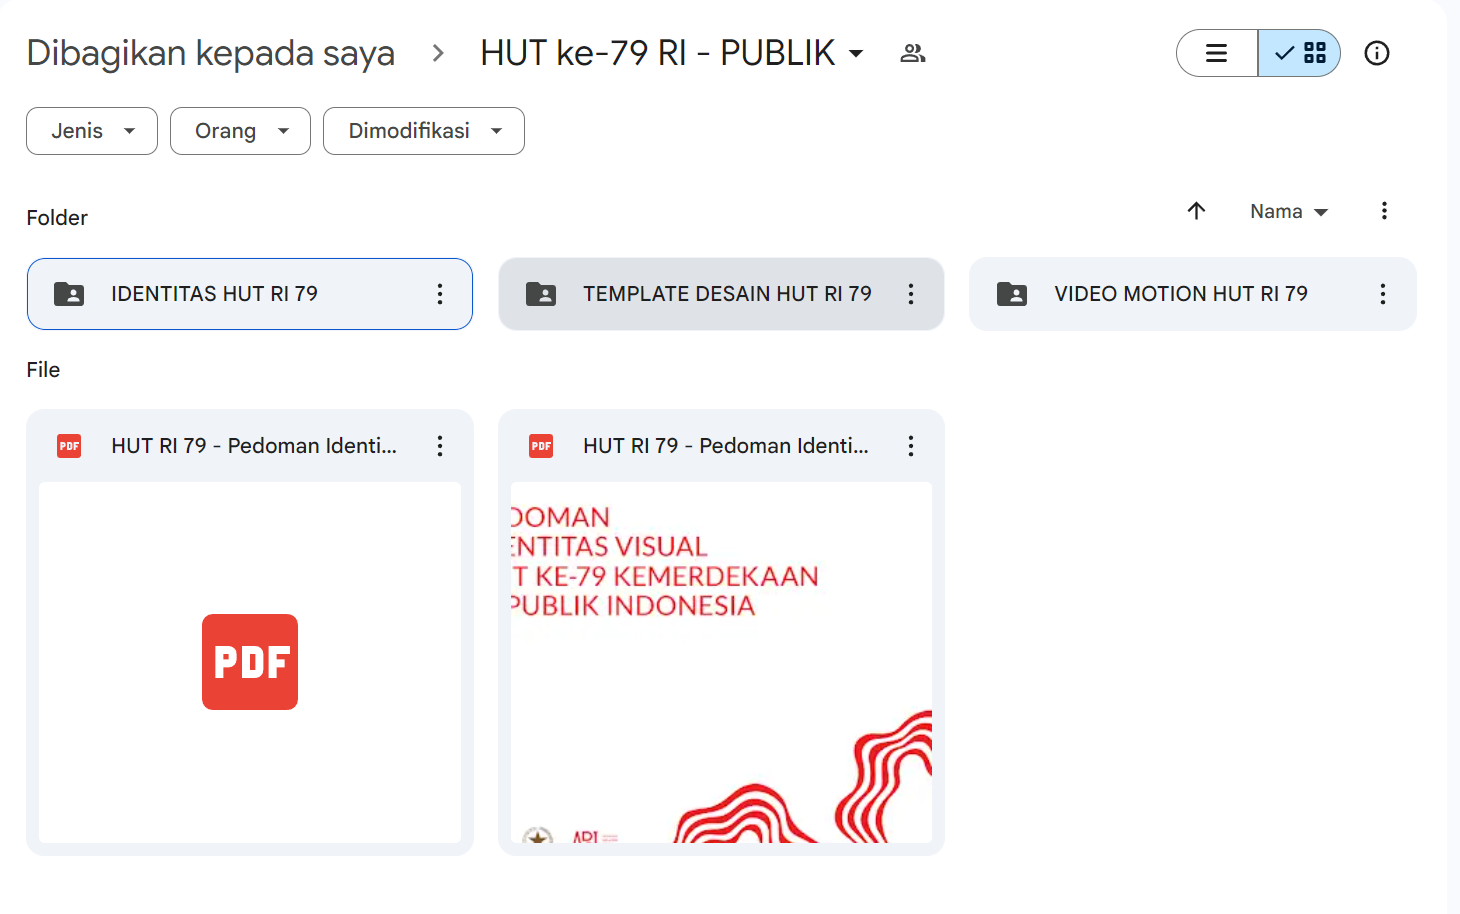 Dibagikan kepada saya > HUT ke-79 RI - PUBLIK
Jenis Orang Dimodifikasi
Folder
Nama
IDENTITAS HUT RI 79
TEMPLATE DESAIN HUT RI 79
VIDEO MOTION HUT RI 79
File
PDF HUT RI 79 - Pedoman Identi...
PDF
PDF HUT RI 79 - Pedoman Identi...
DOMAN
ENTITAS VISUAL
T KE-79 KEMERDEKAAN
PUBLIK INDONESIA